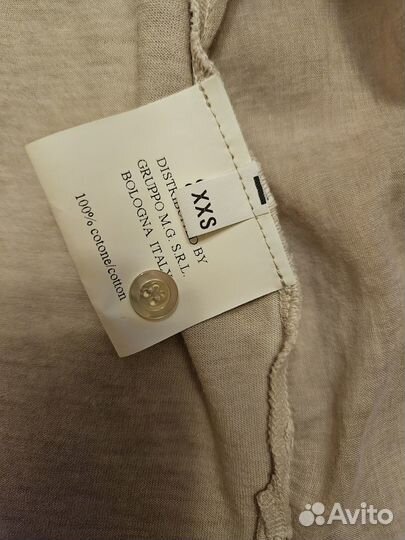 XXS
DISTRIBUTED BY
GRUPPO M.G. S.R.L.
BOLOGNA ITALY
100% cotone/cotton
Avito